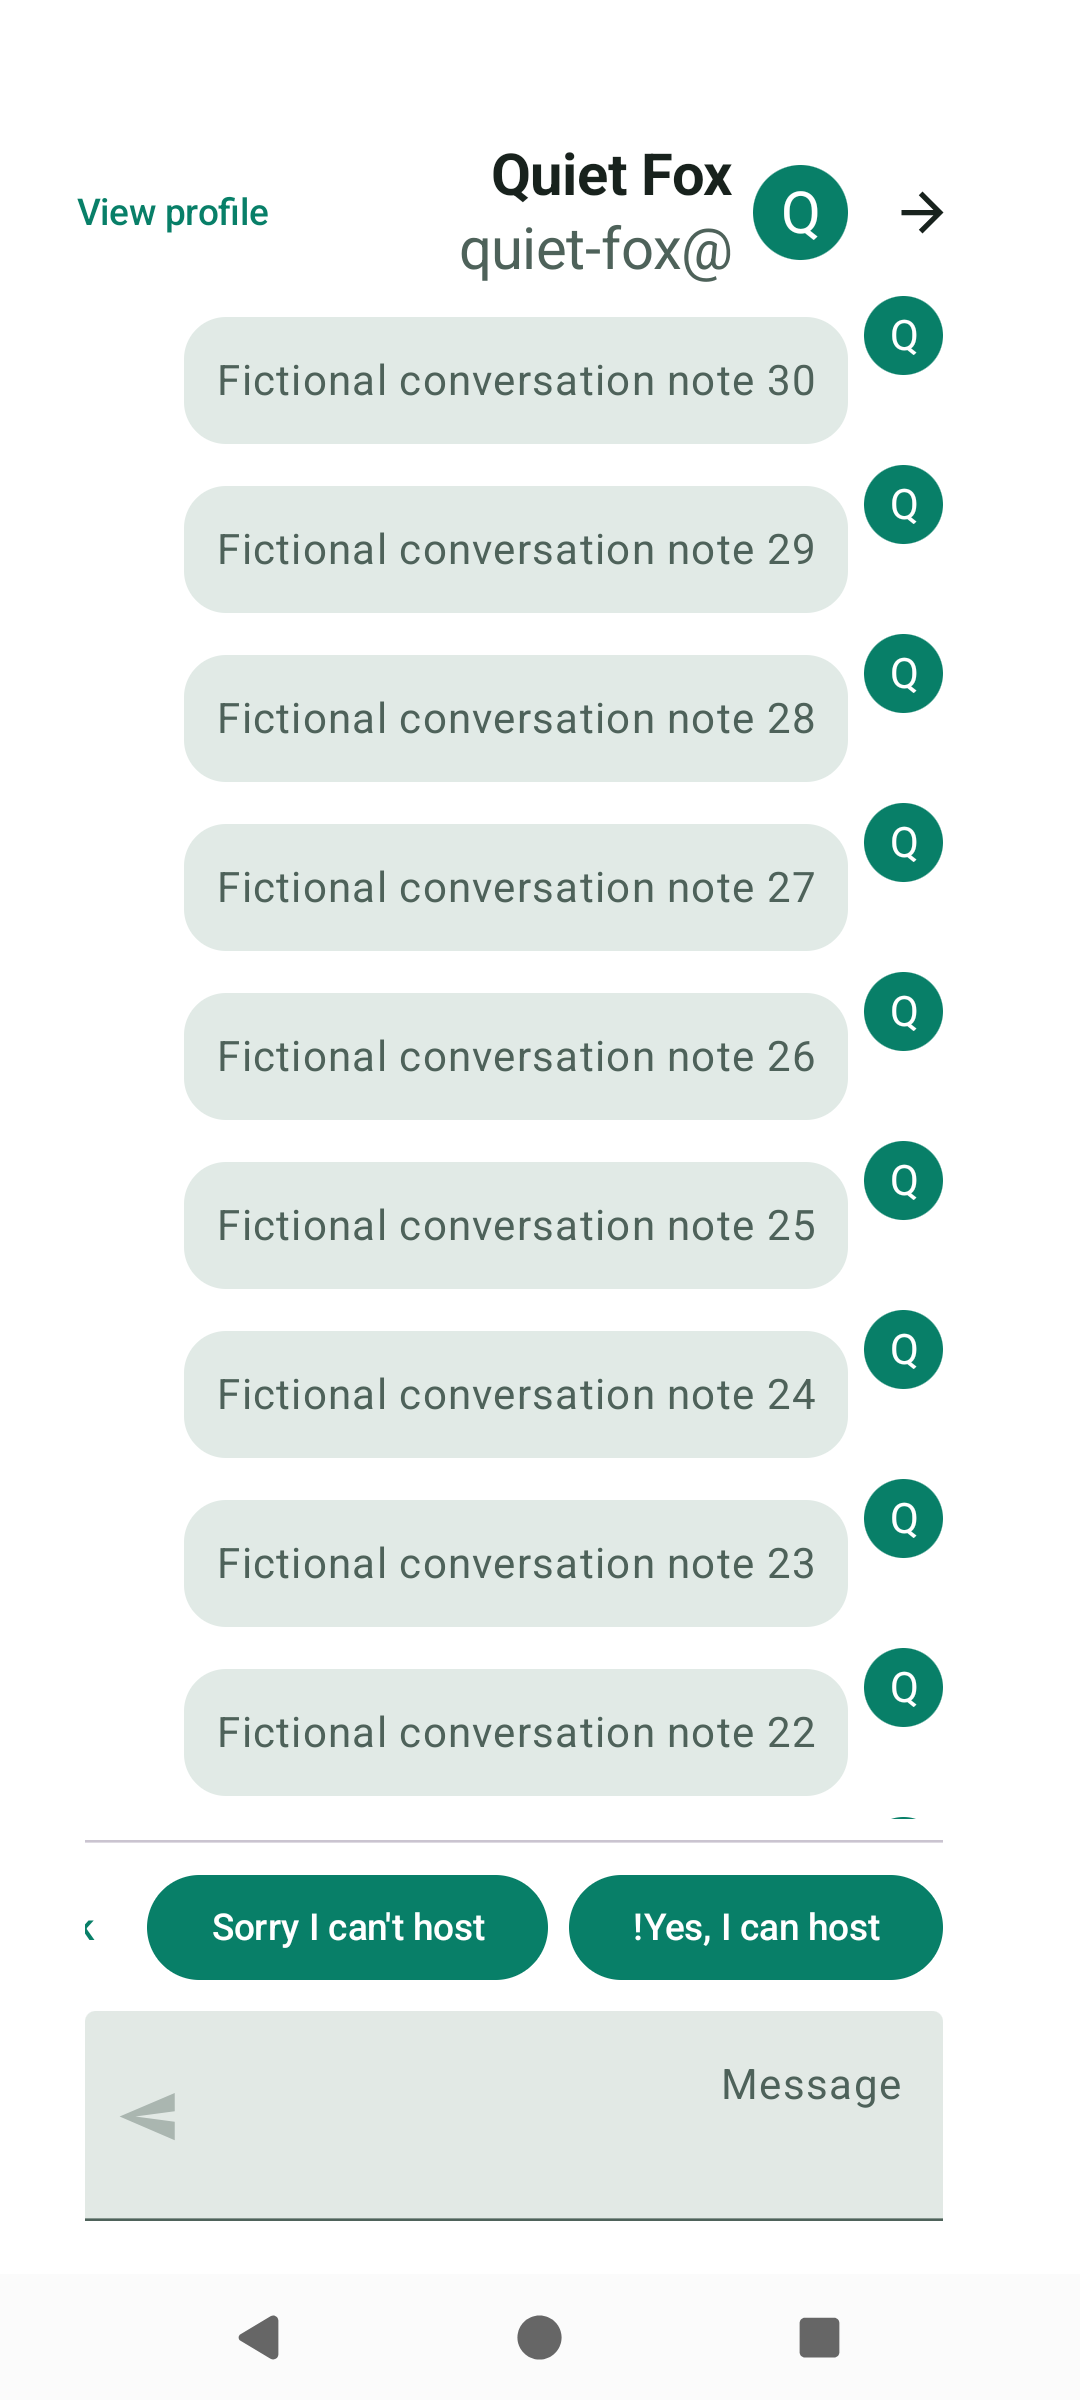 View profile
Quiet Fox
Q
quiet-fox@
Q
Fictional conversation note 30
Q
Fictional conversation note 29
Q
Fictional conversation note 28
Q
Fictional conversation note 27
Q
Fictional conversation note 26
Q
Fictional conversation note 25
Q
Fictional conversation note 24
Q
Fictional conversation note 23
Q
Fictional conversation note 22
!Yes, I can host
Sorry I can't host
Message